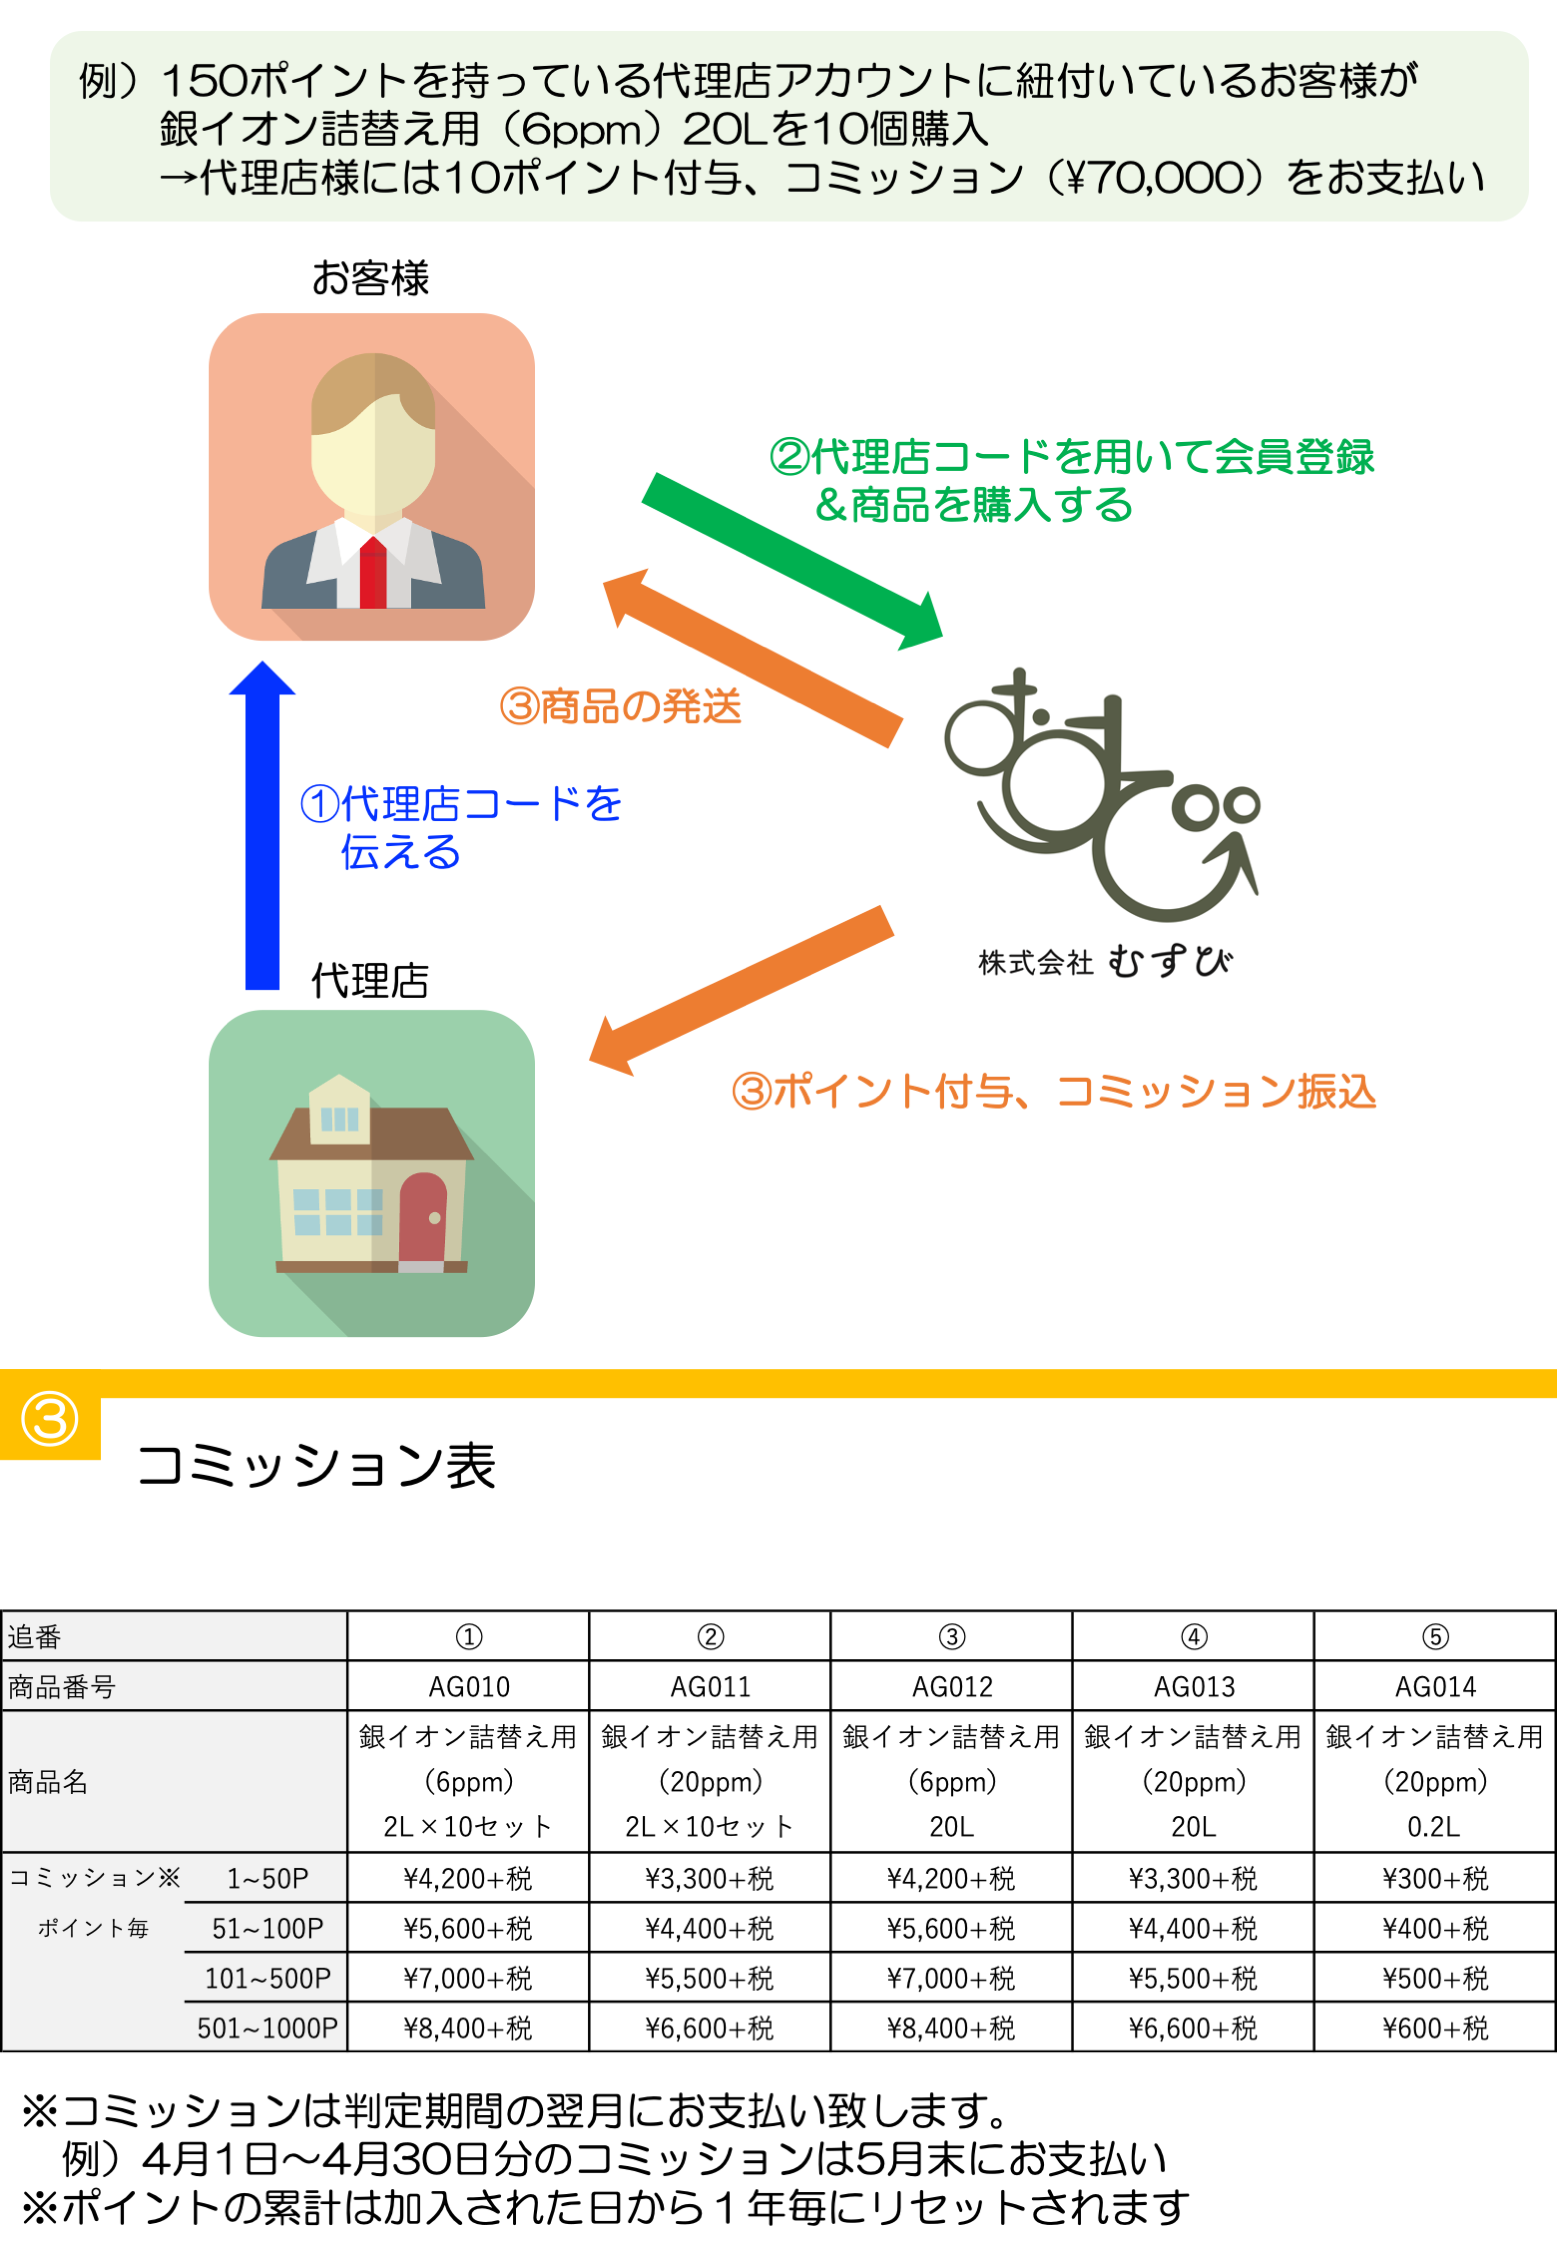 例）150ポイントを持っている代理店アカウントに紐付いているお客様が
銀イオン詰替え用（6ppm）20Lを10個購入
→代理店様には10ポイント付与、コミッション（¥70,000）をお支払い
お客様
②代理店コードを用いて会員登録
＆商品を購入する
③商品の発送
①代理店コードを
伝える
むすび
株式会社 むすび
代理店
③ポイント付与、コミッション振込
③
コミッション表
追番 ① ② ③ ④ ⑤
商品番号 AG010 AG011 AG012 AG013 AG014
銀イオン詰替え用 銀イオン詰替え用 銀イオン詰替え用 銀イオン詰替え用 銀イオン詰替え用
商品名 （6ppm） （20ppm） （6ppm） （20ppm） （20ppm）
2L×10セット 2L×10セット 20L 20L 0.2L
コミッション※ 1~50P ¥4,200+税 ¥3,300+税 ¥4,200+税 ¥3,300+税 ¥300+税
ポイント毎 51~100P ¥5,600+税 ¥4,400+税 ¥5,600+税 ¥4,400+税 ¥400+税
101~500P ¥7,000+税 ¥5,500+税 ¥7,000+税 ¥5,500+税 ¥500+税
501~1000P ¥8,400+税 ¥6,600+税 ¥8,400+税 ¥6,600+税 ¥600+税
※コミッションは判定期間の翌月にお支払い致します。
例）4月1日〜4月30日分のコミッションは5月末にお支払い
※ポイントの累計は加入された日から１年毎にリセットされます